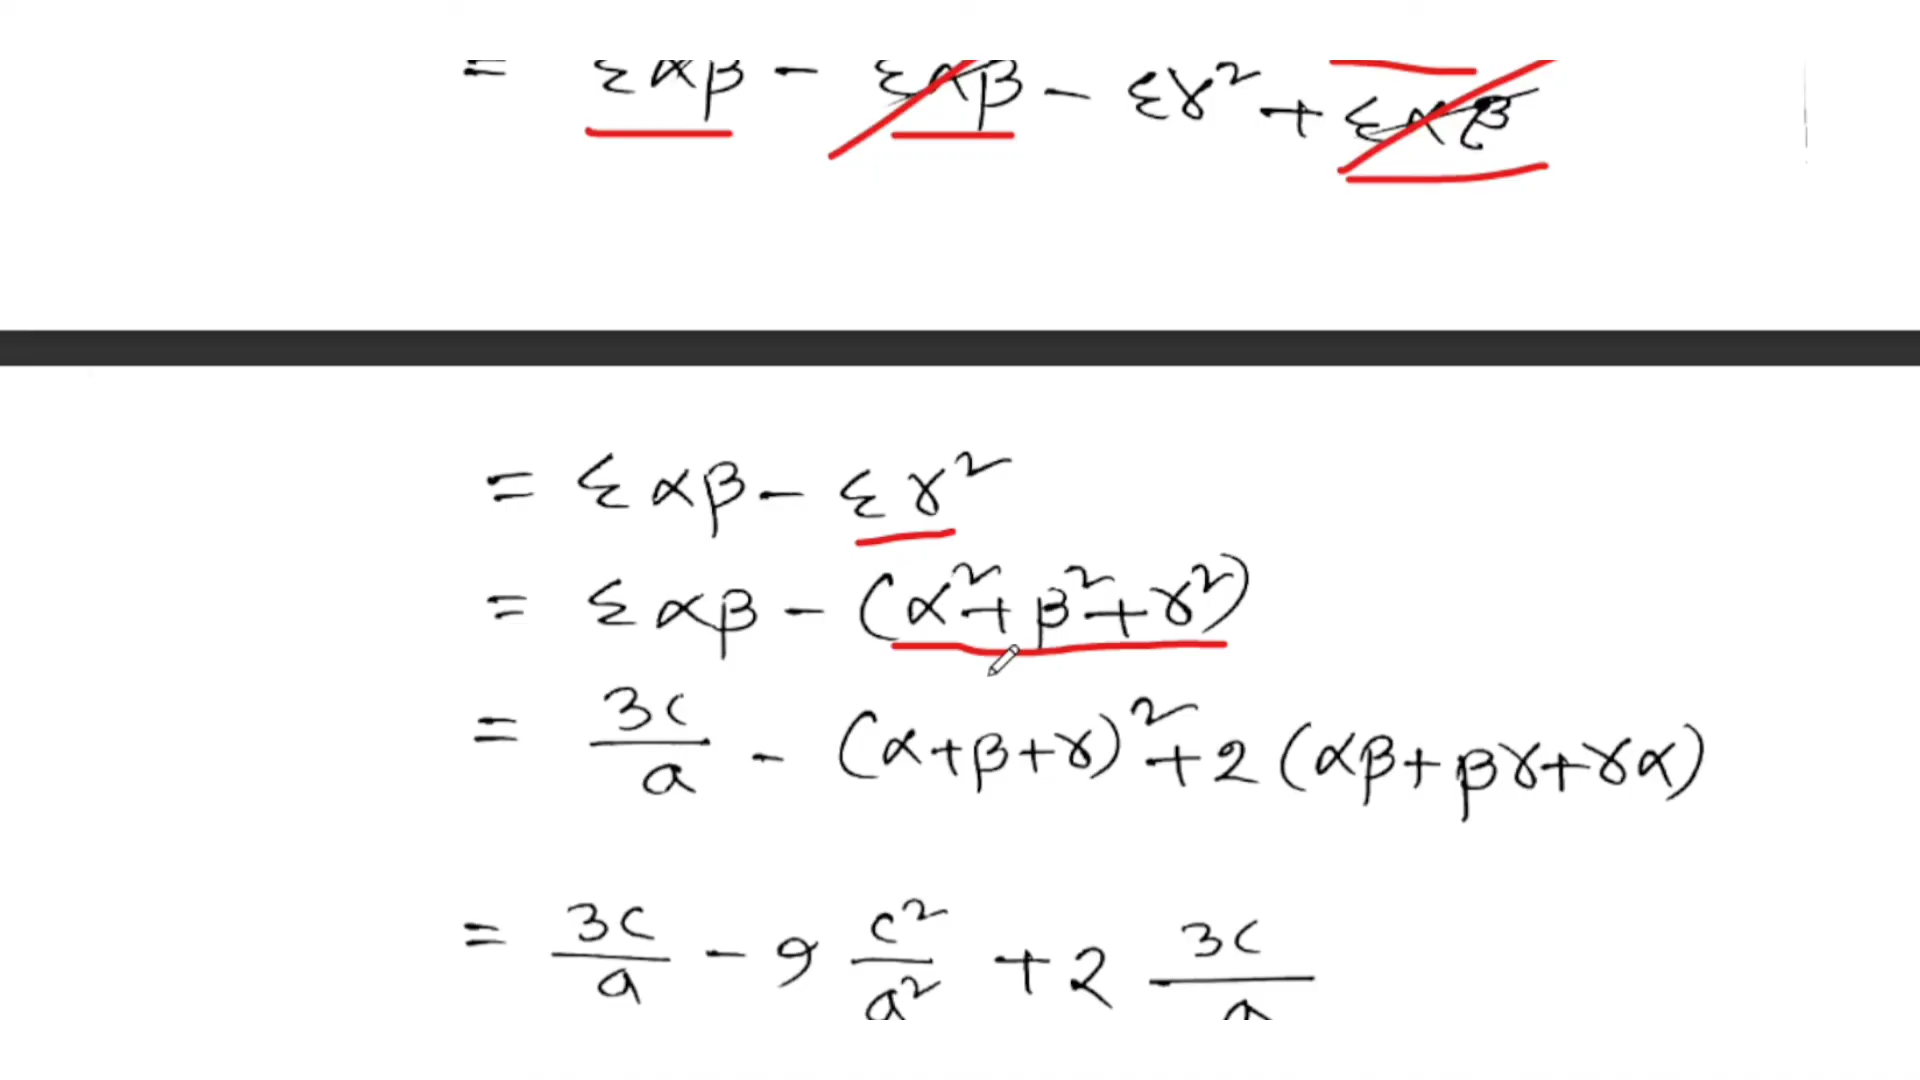 = Σαβ - Σαβ - Σγ² + Σαβ
= Σαβ - Σγ²
= Σαβ - (α² + β² + γ²)
= 3c/a - (α+β+γ)² + 2(αβ+βγ+γα)
= 3c/a - 9 c²/a² + 2 3c/a